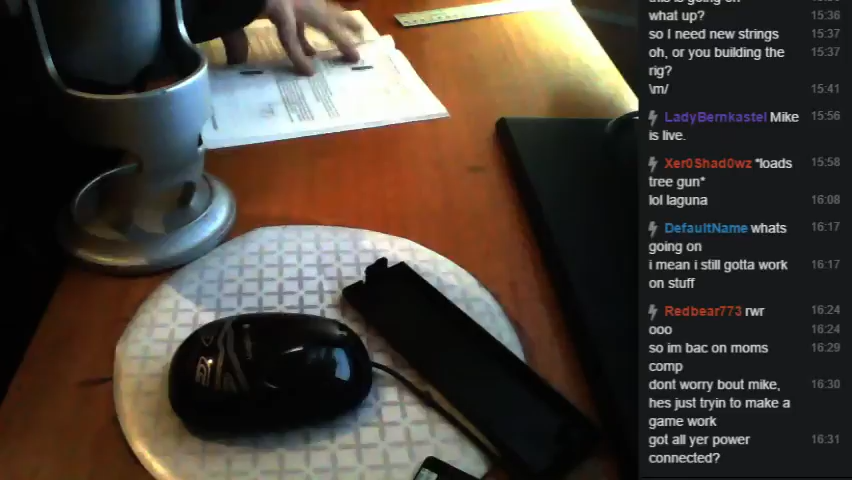 this is going on
what up? 15:36
so I need new strings 15:37
oh, or you building the 15:37
rig?
\m/ 15:41
LadyBernkastel Mike 15:56
is live.
Xer0Shad0wz *loads 15:58
tree gun*
lol laguna 16:08
DefaultName whats 16:17
going on
i mean i still gotta work 16:17
on stuff
Redbear773 rwr 16:24
ooo 16:24
so im bac on moms 16:29
comp
dont worry bout mike, 16:30
hes just tryin to make a
game work
got all yer power 16:31
connected?